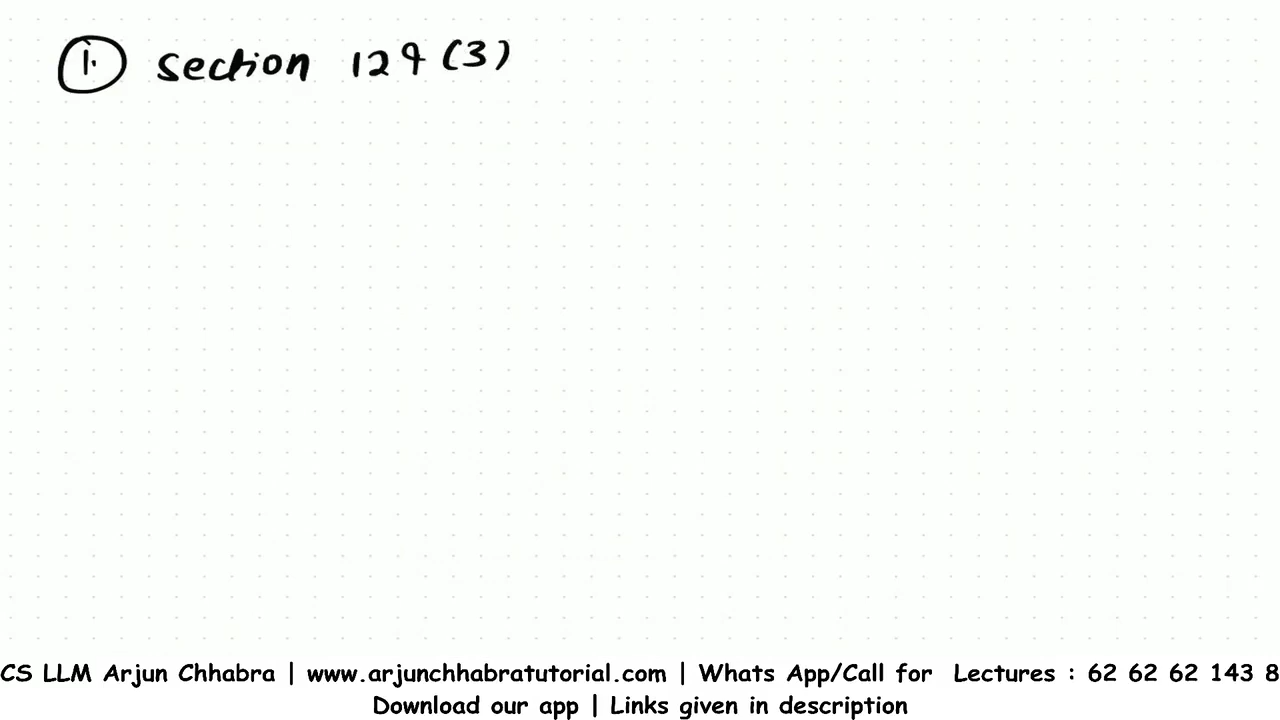 1. section 129 (3)
CS LLM Arjun Chhabra | www.arjunchhabratutorial.com | Whats App/Call for Lectures : 62 62 62 143 8
Download our app | Links given in description